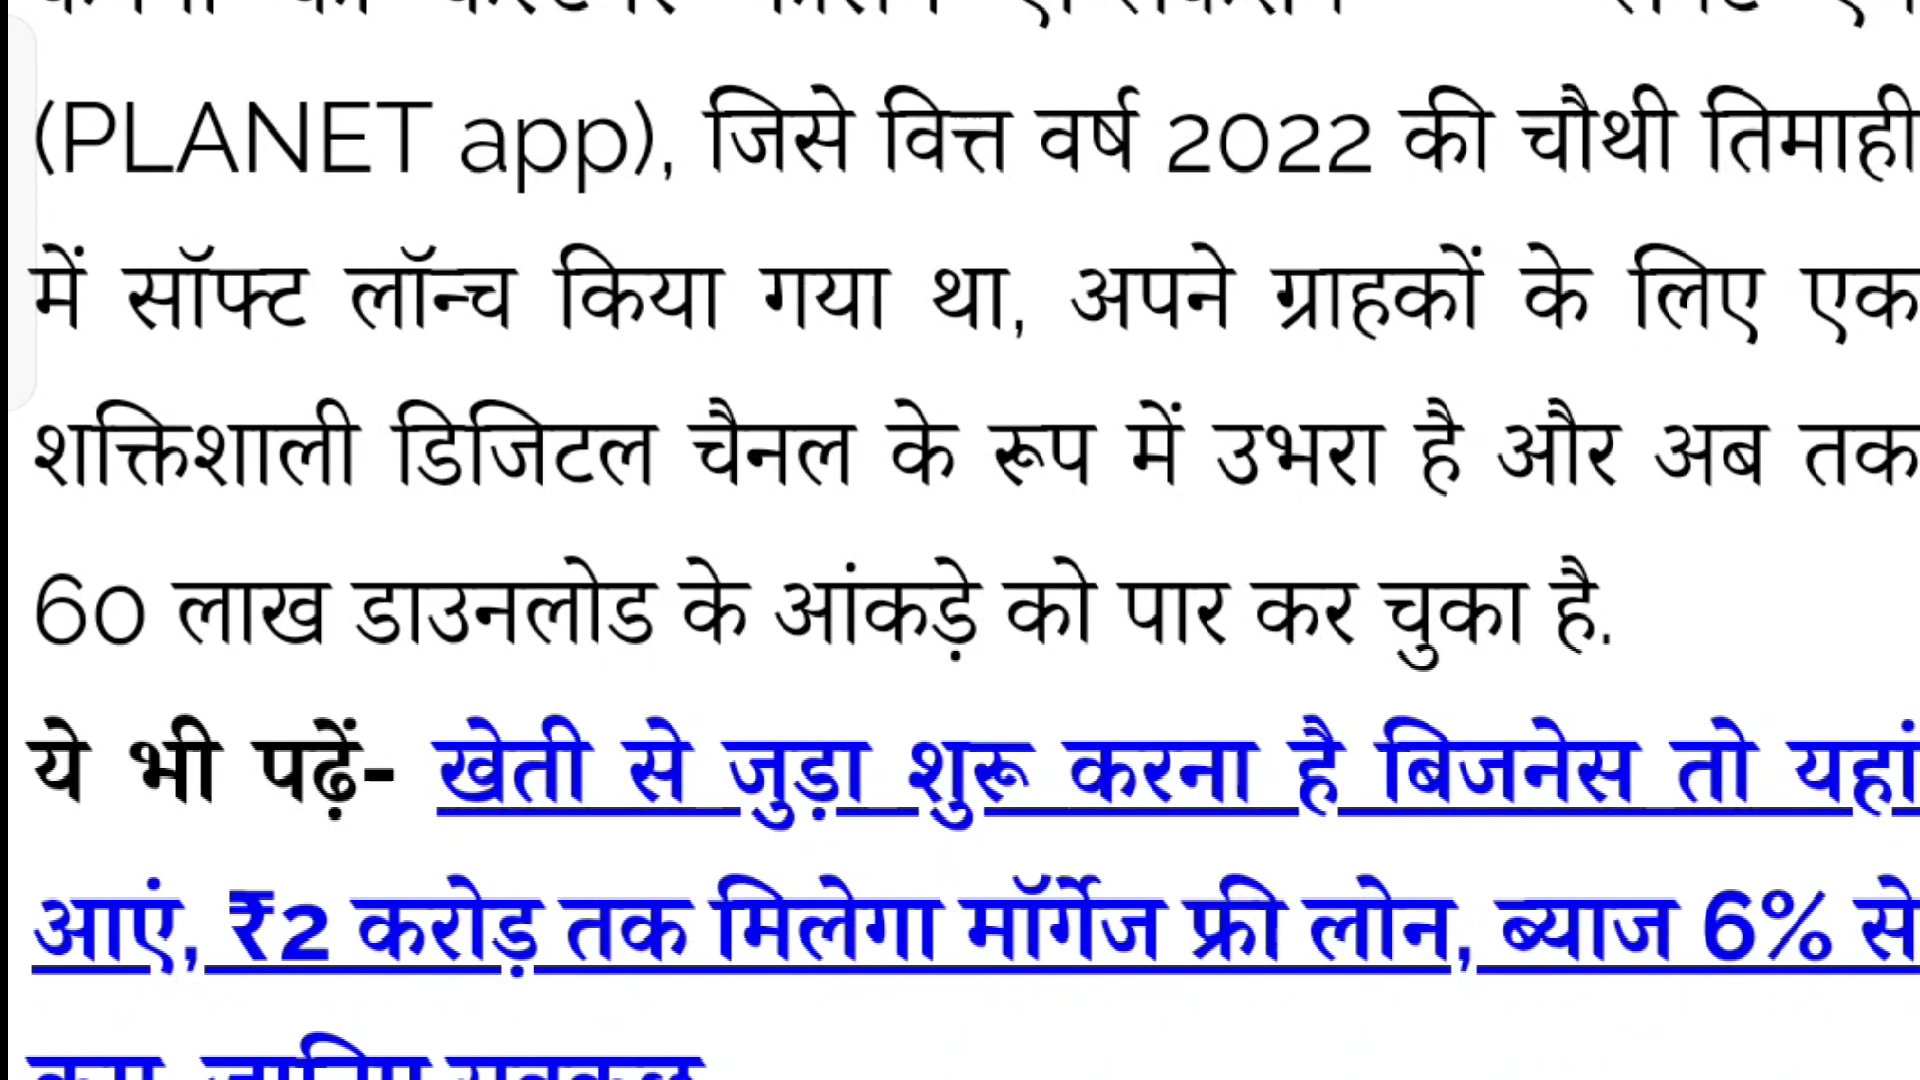 (PLANET app), जिसे वित्त वर्ष 2022 की चौथी तिमाही
में सॉफ्ट लॉन्च किया गया था, अपने ग्राहकों के लिए एक
शक्तिशाली डिजिटल चैनल के रूप में उभरा है और अब तक
60 लाख डाउनलोड के आंकड़े को पार कर चुका है.
ये भी पढ़ें- खेती से जुड़ा शुरू करना है बिजनेस तो यहां
आएं, ₹2 करोड़ तक मिलेगा मॉर्गेज फ्री लोन, ब्याज 6% से